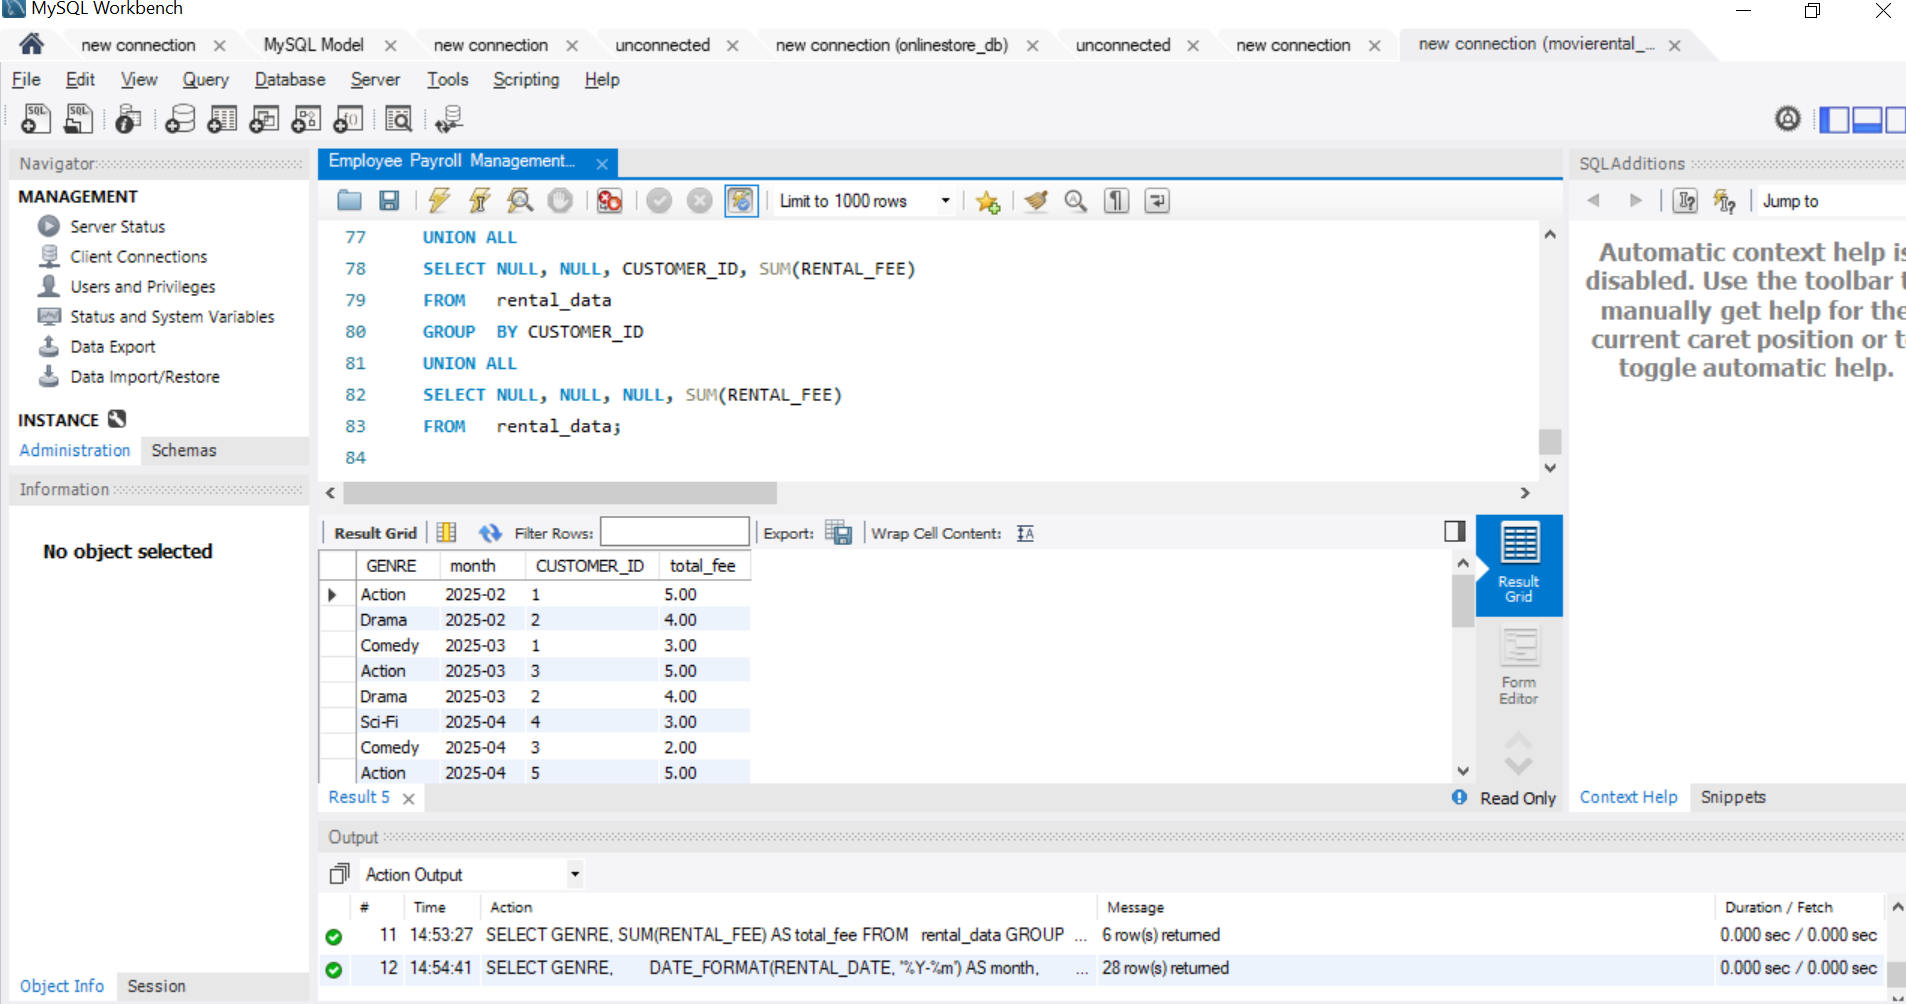 MySQL Workbench
new connection
MySQL Model
new connection
unconnected
new connection (onlinestore_db)
unconnected
new connection
new connection (movierental_...
File Edit View Query Database Server Tools Scripting Help
Navigator
MANAGEMENT
Server Status
Client Connections
Users and Privileges
Status and System Variables
Data Export
Data Import/Restore
INSTANCE
Administration Schemas
Information
No object selected
Object Info Session
Employee Payroll Management...
Limit to 1000 rows
77 UNION ALL
78 SELECT NULL, NULL, CUSTOMER_ID, SUM(RENTAL_FEE)
79 FROM rental_data
80 GROUP BY CUSTOMER_ID
81 UNION ALL
82 SELECT NULL, NULL, NULL, SUM(RENTAL_FEE)
83 FROM rental_data;
84
Result Grid Filter Rows: Export: Wrap Cell Content:
GENRE month CUSTOMER_ID total_fee
Action 2025-02 1 5.00
Drama 2025-02 2 4.00
Comedy 2025-03 1 3.00
Action 2025-03 3 5.00
Drama 2025-03 2 4.00
Sci-Fi 2025-04 4 3.00
Comedy 2025-04 3 2.00
Action 2025-04 5 5.00
Result
Grid
Form
Editor
Result 5
Read Only
SQLAdditions
Jump to
Automatic context help is
disabled. Use the toolbar t
manually get help for the
current caret position or t
toggle automatic help.
Context Help Snippets
Output
Action Output
# Time Action Message Duration / Fetch
11 14:53:27 SELECT GENRE, SUM(RENTAL_FEE) AS total_fee FROM rental_data GROUP ... 6 row(s) returned 0.000 sec / 0.000 sec
12 14:54:41 SELECT GENRE, DATE_FORMAT(RENTAL_DATE, '%Y-%m') AS month, ... 28 row(s) returned 0.000 sec / 0.000 sec